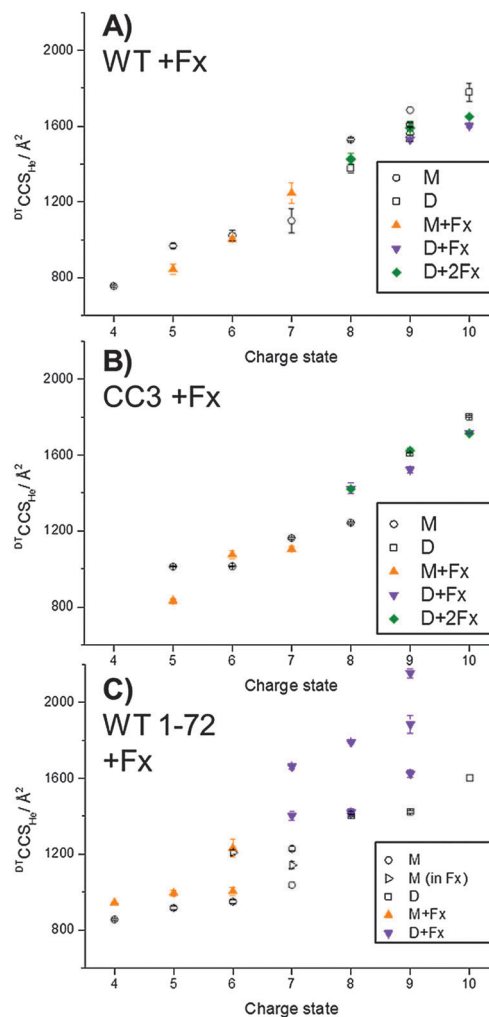 A)
WT +Fx
2000
1600
1200
800
DTCCSHe/ Å2
M
D
M+Fx
D+Fx
D+2Fx
4 5 6 7 8 9 10
Charge state
B)
CC3 +Fx
2000
1600
1200
800
DTCCSHe/ Å2
M
D
M+Fx
D+Fx
D+2Fx
4 5 6 7 8 9 10
Charge state
C)
WT 1-72
+Fx
2000
1600
1200
800
DTCCSHe/ Å2
M
M (in Fx)
D
M+Fx
D+Fx
4 5 6 7 8 9 10
Charge state